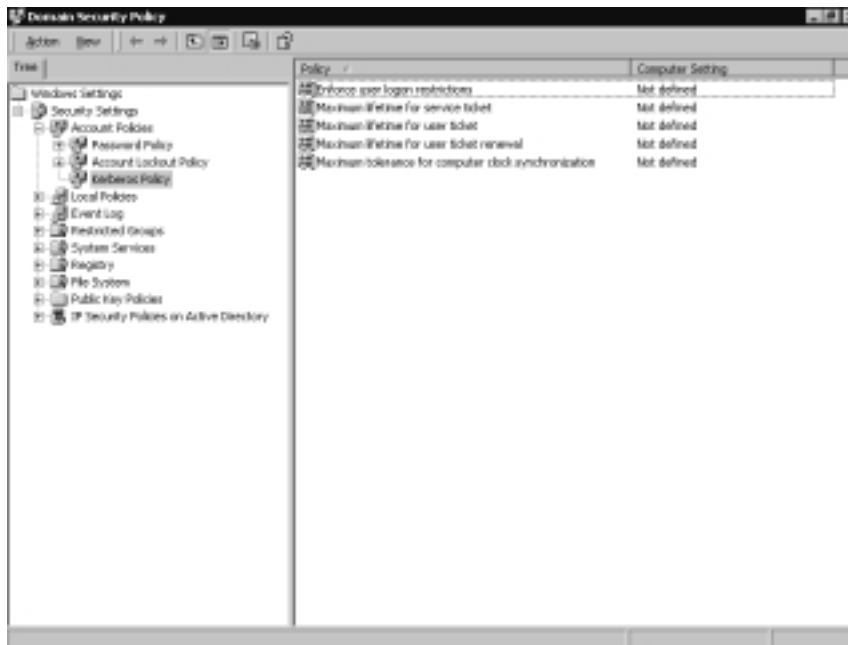 Domain Security Policy
Action View
Tree
Policy
Computer Setting
Windows Settings
Security Settings
Account Policies
Password Policy
Account Lockout Policy
Kerberos Policy
Local Policies
Event Log
Restricted Groups
System Services
Registry
File System
Public Key Policies
IP Security Policies on Active Directory
Enforce user logon restrictions Not defined
Maximum lifetime for service ticket Not defined
Maximum lifetime for user ticket Not defined
Maximum lifetime for user ticket renewal Not defined
Maximum tolerance for computer clock synchronization Not defined